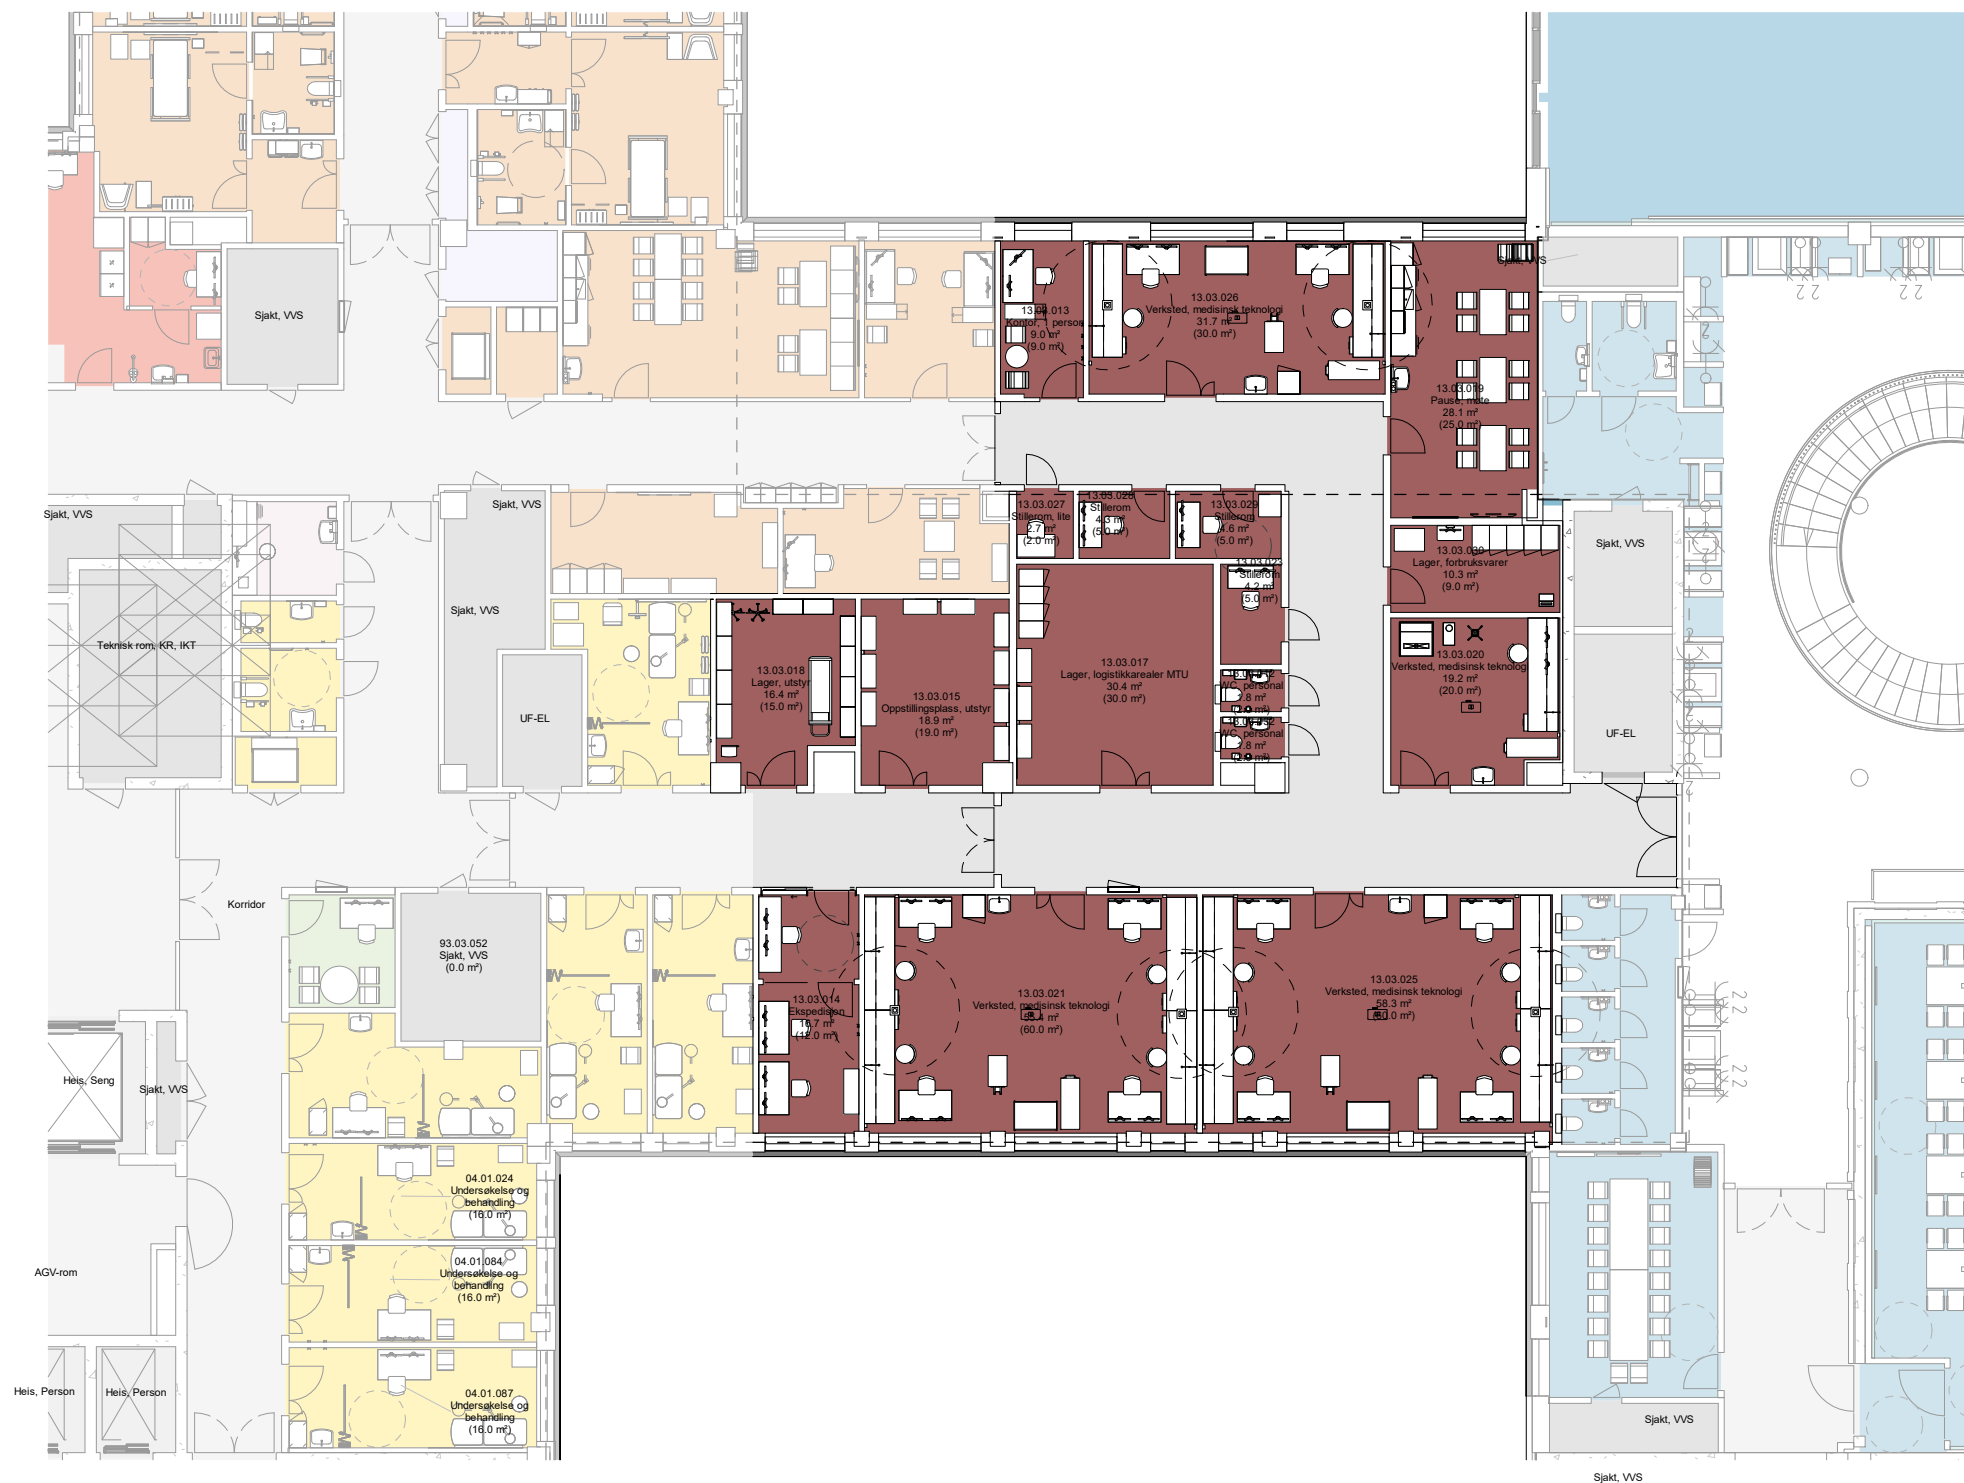 Sjakt, VVS
Sjakt, VVS
Kontor, 1 person
9.0 m²
(9.0 m²)
13.03.026
Verksted, medisinsk teknologi
31.7 m²
(30.0 m²)
13.03.019
Pause, møte
28.1 m²
(25.0 m²)
Sjakt, VVS
Sjakt, VVS
13.03.027
Stillerom, lite
2.7 m²
(2.0 m²)
13.03.028
Stillerom
4.3 m²
(5.0 m²)
13.03.029
Stillerom
4.6 m²
(5.0 m²)
13.03.023
Stillerom
4.2 m²
(5.0 m²)
13.03.030
Lager, forbruksvarer
10.3 m²
(9.0 m²)
Sjakt, VVS
Sjakt, VVS
Teknisk rom, KR, IKT
UF-EL
13.03.018
Lager, utstyr
16.4 m²
(15.0 m²)
13.03.015
Oppstillingsplass, utstyr
18.9 m²
(19.0 m²)
13.03.017
Lager, logistikkarealer MTU
30.4 m²
(30.0 m²)
WC, personal
1.8 m²
WC, personal
1.8 m²
13.03.020
Verksted, medisinsk teknologi
19.2 m²
(20.0 m²)
UF-EL
Korridor
93.03.052
Sjakt, VVS
(0.0 m²)
13.03.014
Ekspedisjon
16.7 m²
(12.0 m²)
13.03.021
Verksted, medisinsk teknologi
(60.0 m²)
13.03.025
Verksted, medisinsk teknologi
58.3 m²
(60.0 m²)
Heis, Seng
Sjakt, VVS
04.01.024
Undersøkelse og
behandling
(16.0 m²)
04.01.084
Undersøkelse og
behandling
(16.0 m²)
AGV-rom
04.01.087
Undersøkelse og
behandling
(16.0 m²)
Heis, Person
Heis, Person
Sjakt, VVS
Sjakt, VVS